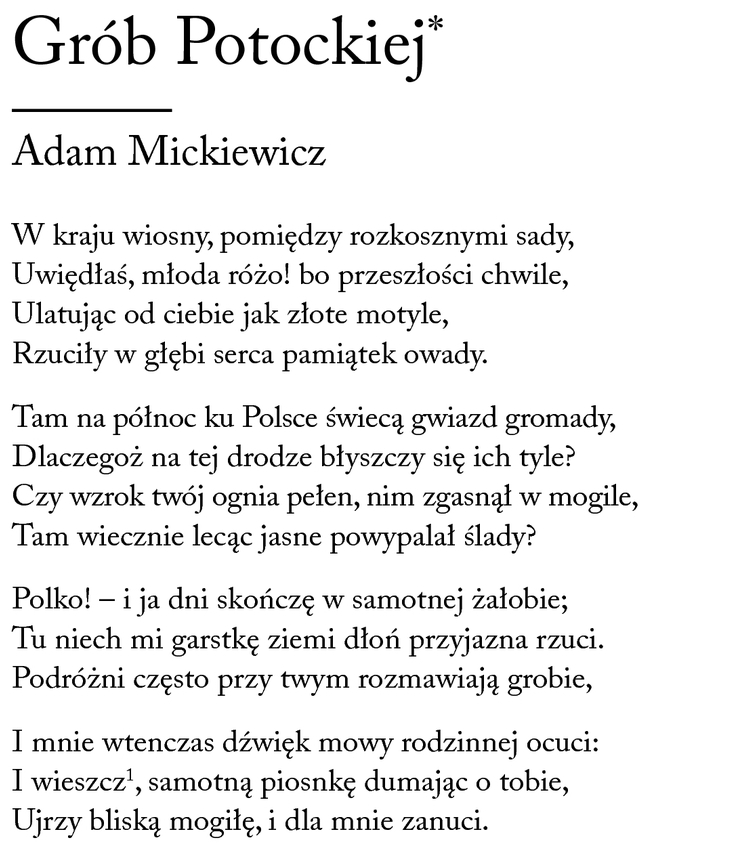 Grób Potockiej*
Adam Mickiewicz
W kraju wiosny, pomiędzy rozkosznymi sady,
Uwiędłaś, młoda różo! bo przeszłości chwile,
Ulatując od ciebie jak złote motyle,
Rzuciły w głębi serca pamiątek owady.
Tam na północ ku Polsce świecą gwiazd gromady,
Dlaczegoż na tej drodze błyszczy się ich tyle?
Czy wzrok twój ognia pełen, nim zgasnął w mogile,
Tam wiecznie lecąc jasne powypalał ślady?
Polko! – i ja dni skończę w samotnej żałobie;
Tu niech mi garstkę ziemi dłoń przyjazna rzuci.
Podróżni często przy twym rozmawiają grobie,
I mnie wtenczas dźwięk mowy rodzinnej ocuci:
I wieszcz¹, samotną piosnkę dumając o tobie,
Ujrzy bliską mogiłę, i dla mnie zanuci.